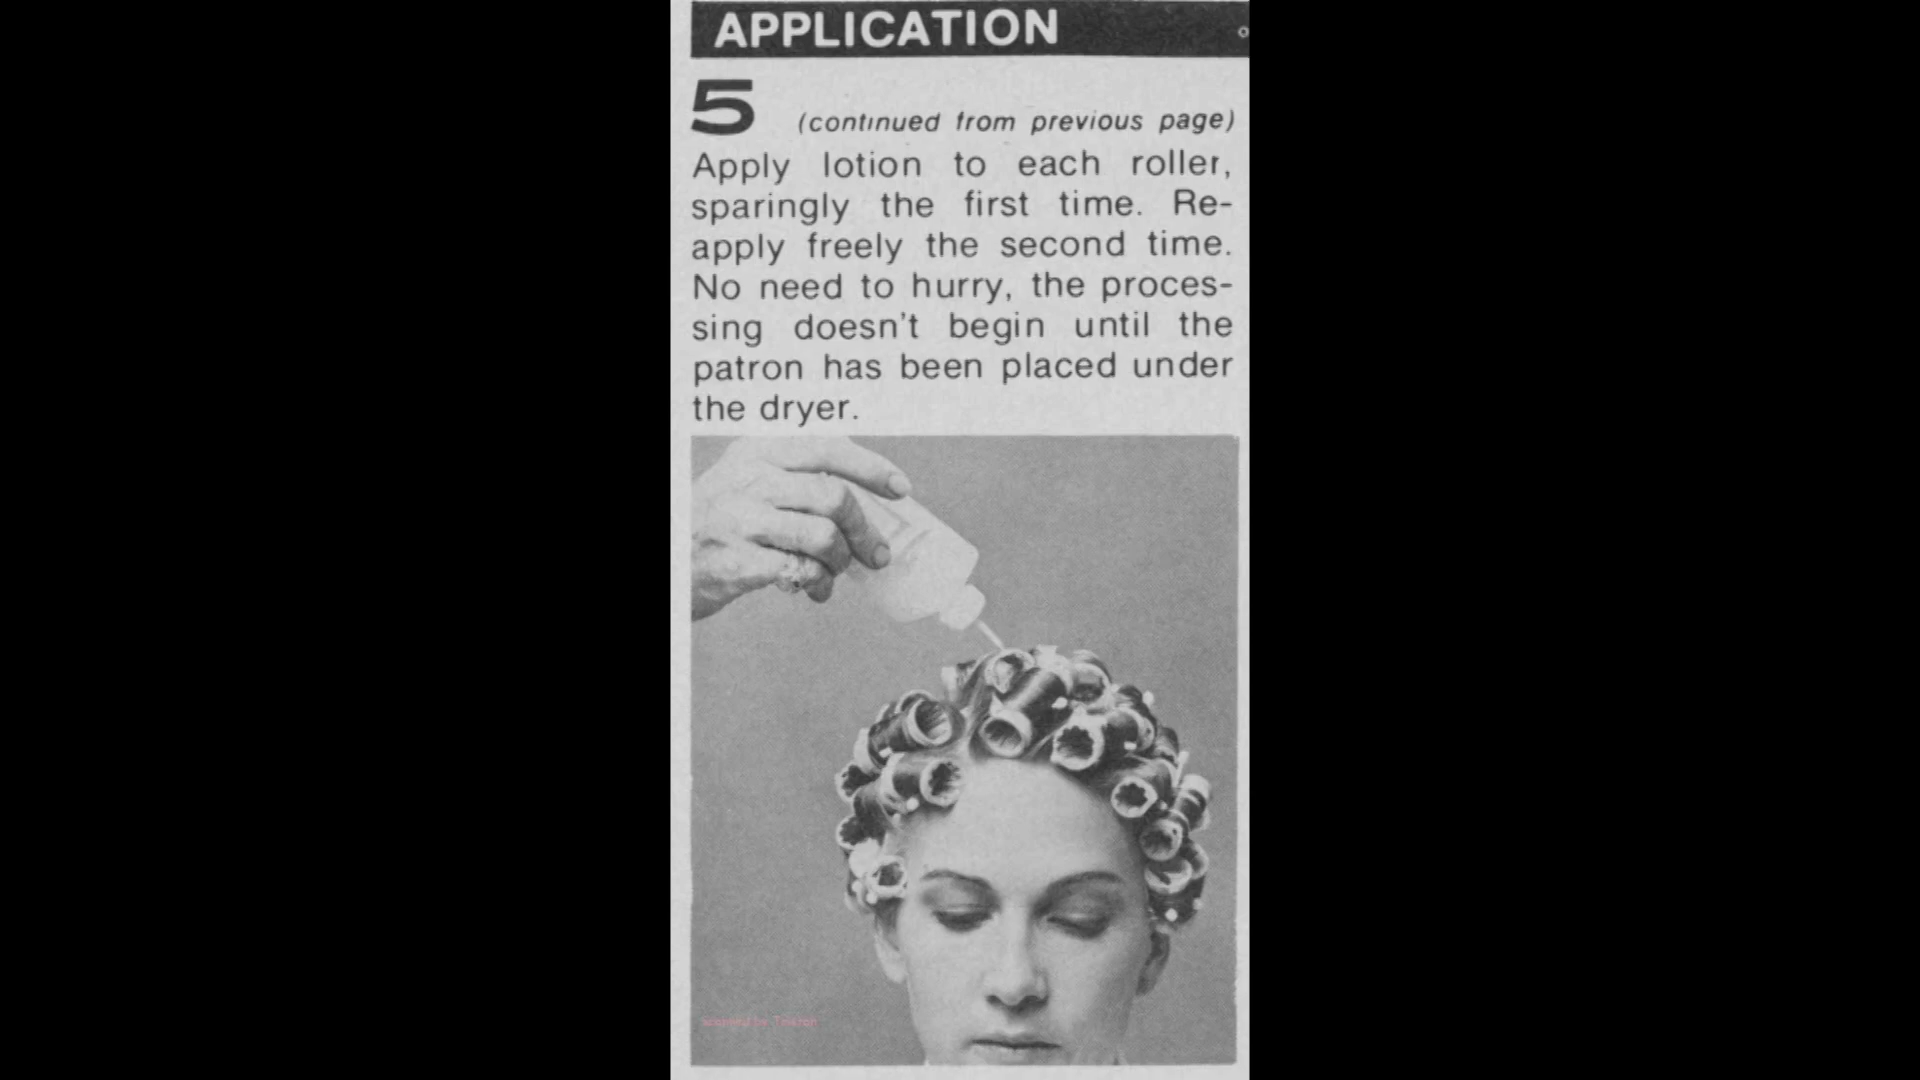 APPLICATION
5 (continued from previous page)
Apply lotion to each roller,
sparingly the first time. Re-
apply freely the second time.
No need to hurry, the proces-
sing doesn't begin until the
patron has been placed under
the dryer.